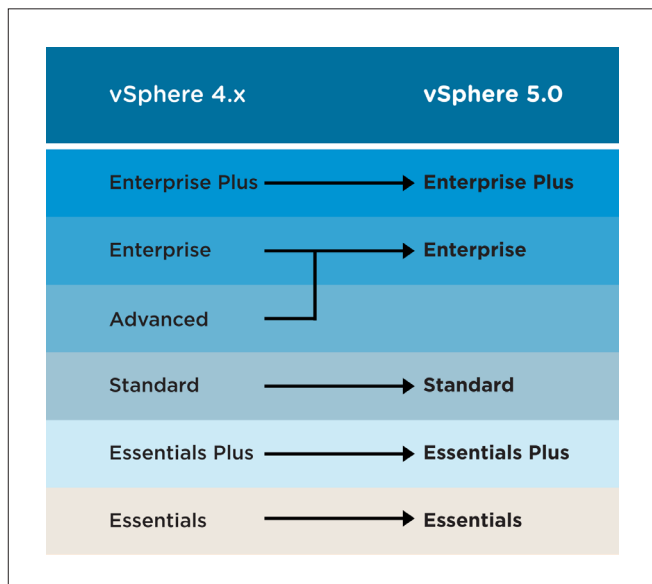 vSphere 4.x vSphere 5.0
Enterprise Plus Enterprise Plus
Enterprise Enterprise
Advanced
Standard Standard
Essentials Plus Essentials Plus
Essentials Essentials